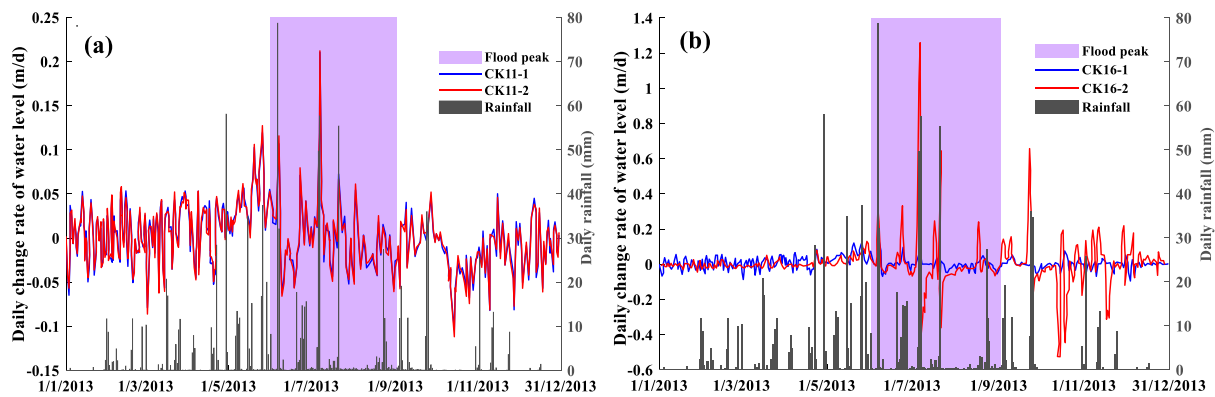 (a)
Flood peak
CK11-1
CK11-2
Rainfall
Daily change rate of water level (m/d)
0.25
0.2
0.15
0.1
0.05
0
-0.05
-0.1
-0.15
80
70
60
50
40
30
20
10
0
Daily rainfall (mm)
1/1/2013 1/3/2013 1/5/2013 1/7/2013 1/9/2013 1/11/2013 31/12/2013
(b)
Flood peak
CK16-1
CK16-2
Rainfall
Daily change rate of water level (m/d)
1.4
1.2
1
0.8
0.6
0.4
0.2
0
-0.2
-0.4
-0.6
80
70
60
50
40
30
20
10
0
Daily rainfall (mm)
1/1/2013 1/3/2013 1/5/2013 1/7/2013 1/9/2013 1/11/2013 31/12/2013